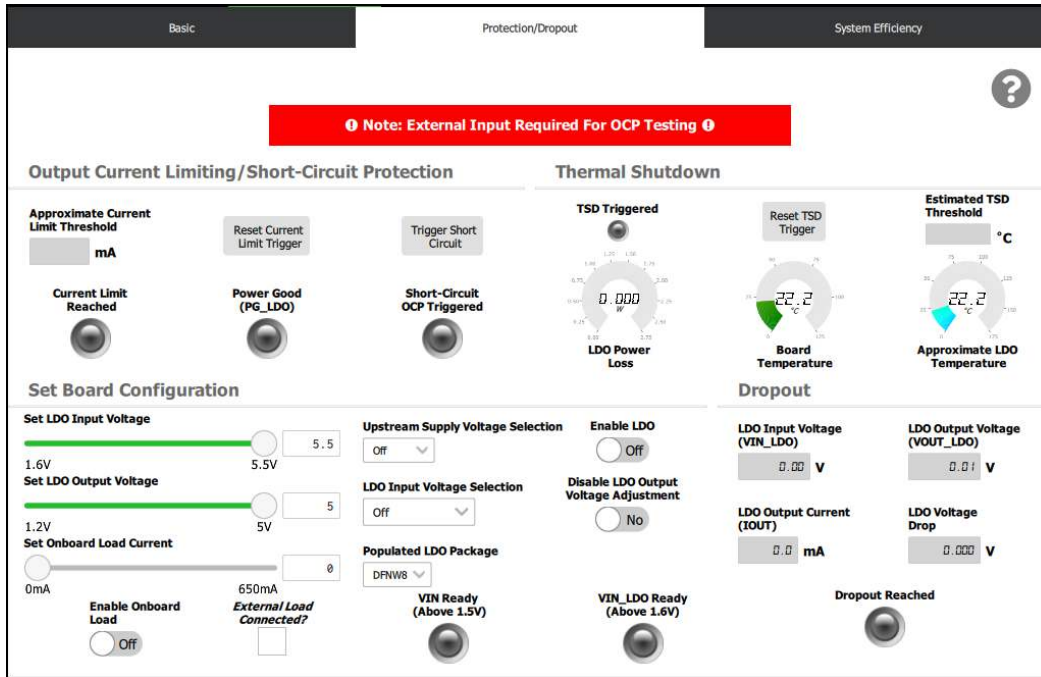 Basic
Protection/Dropout
System Efficiency
?
Note: External Input Required For OCP Testing
Output Current Limiting/Short-Circuit Protection
Approximate Current
Limit Threshold
mA
Reset Current
Limit Trigger
Trigger Short
Circuit
Current Limit
Reached
Power Good
(PG_LDO)
Short-Circuit
OCP Triggered
Thermal Shutdown
TSD Triggered
Reset TSD
Trigger
Estimated TSD
Threshold
°C
0.000
W
LDO Power
Loss
22.2
°C
Board
Temperature
22.2
°C
Approximate LDO
Temperature
Set Board Configuration
Set LDO Input Voltage
5.5
1.6V
5.5V
Set LDO Output Voltage
5
1.2V
5V
Set Onboard Load Current
0
0mA
650mA
Enable Onboard
Load
Off
External Load
Connected?
Upstream Supply Voltage Selection
Off
LDO Input Voltage Selection
Off
Populated LDO Package
DFNW8
VIN Ready
(Above 1.5V)
Enable LDO
Off
Disable LDO Output
Voltage Adjustment
No
VIN_LDO Ready
(Above 1.6V)
Dropout
LDO Input Voltage
(VIN_LDO)
0.00 V
LDO Output Voltage
(VOUT_LDO)
0.01 V
LDO Output Current
(IOUT)
0.0 mA
LDO Voltage
Drop
0.000 V
Dropout Reached